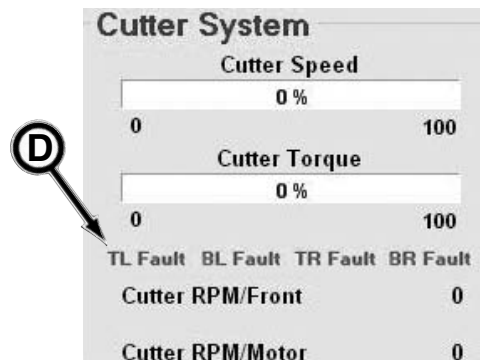 Cutter System
Cutter Speed
0 %
0 100
Cutter Torque
0 %
0 100
D
TL Fault BL Fault TR Fault BR Fault
Cutter RPM/Front 0
Cutter RPM/Motor 0